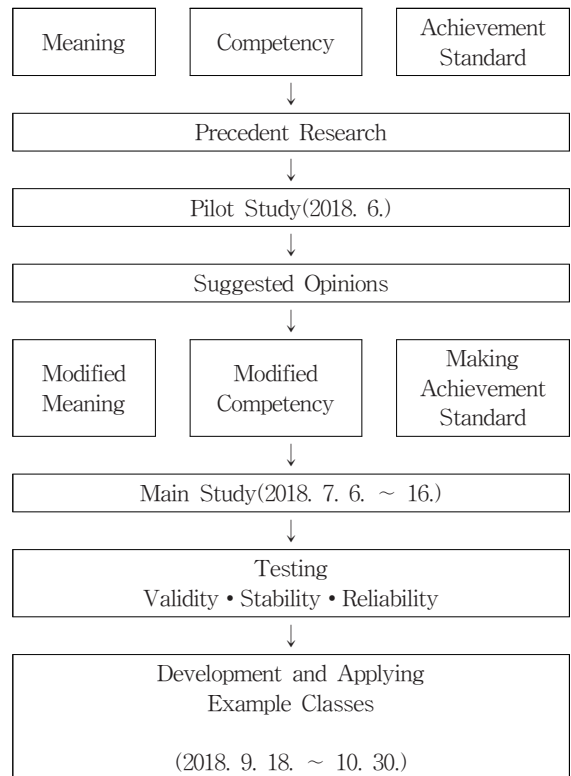 Meaning
Competency
Achievement
Standard
↓
Precedent Research
↓
Pilot Study(2018. 6.)
↓
Suggested Opinions
↓
Modified
Meaning
Modified
Competency
Making
Achievement
Standard
↓
Main Study(2018. 7. 6. ~ 16.)
↓
Testing
Validity • Stability • Reliability
↓
Development and Applying
Example Classes
(2018. 9. 18. ~ 10. 30.)